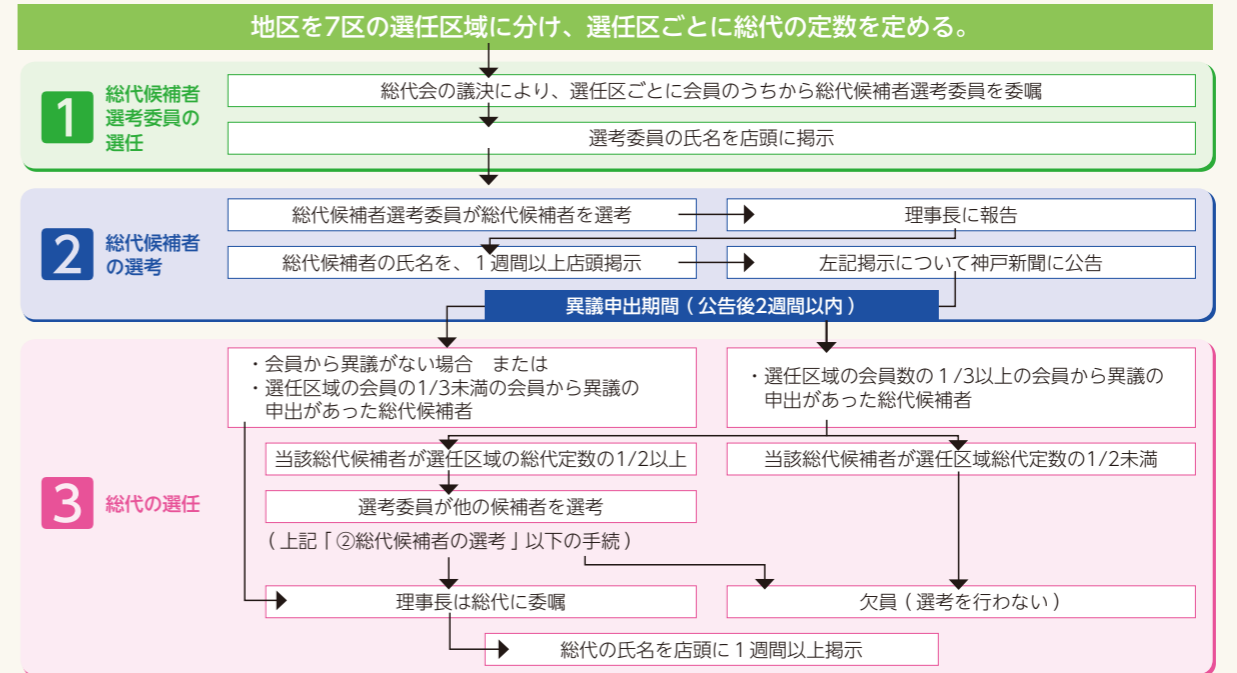 地区を7区の選任区域に分け、選任区ごとに総代の定数を定める。
1
総代候補者
選考委員の
選任
総代会の議決により、選任区ごとに会員のうちから総代候補者選考委員を委嘱
選考委員の氏名を店頭に掲示
2
総代候補者
の選考
総代候補者選考委員が総代候補者を選考
理事長に報告
総代候補者の氏名を、1週間以上店頭掲示
左記掲示について神戸新聞に公告
異議申出期間(公告後2週間以内)
3
総代の選任
・会員から異議がない場合 または
・選任区域の会員の1/3未満の会員から異議の
申出があった総代候補者
・選任区域の会員数の1/3以上の会員から異議の
申出があった総代候補者
当該総代候補者が選任区域の総代定数の1/2以上
当該総代候補者が選任区域総代定数の1/2未満
選考委員が他の候補者を選考
(上記「②総代候補者の選考」以下の手続)
理事長は総代に委嘱
欠員(選考を行わない)
総代の氏名を店頭に1週間以上掲示